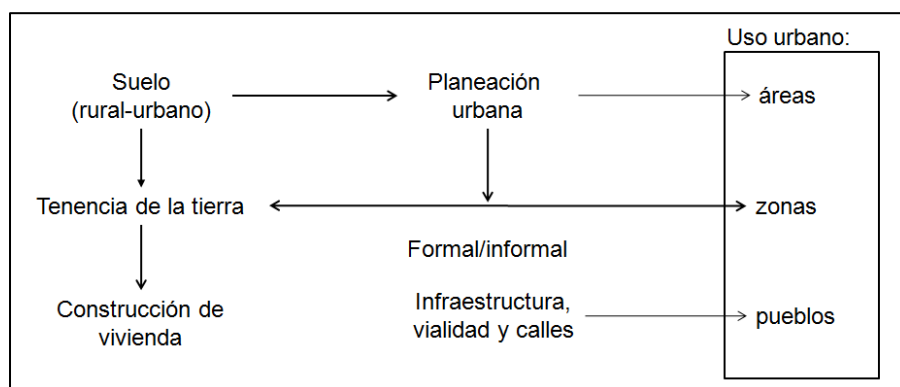 Uso urbano:
Suelo
(rural-urbano)
Planeación
urbana
áreas
Tenencia de la tierra
zonas
Formal/informal
Construcción de
vivienda
Infraestructura,
vialidad y calles
pueblos